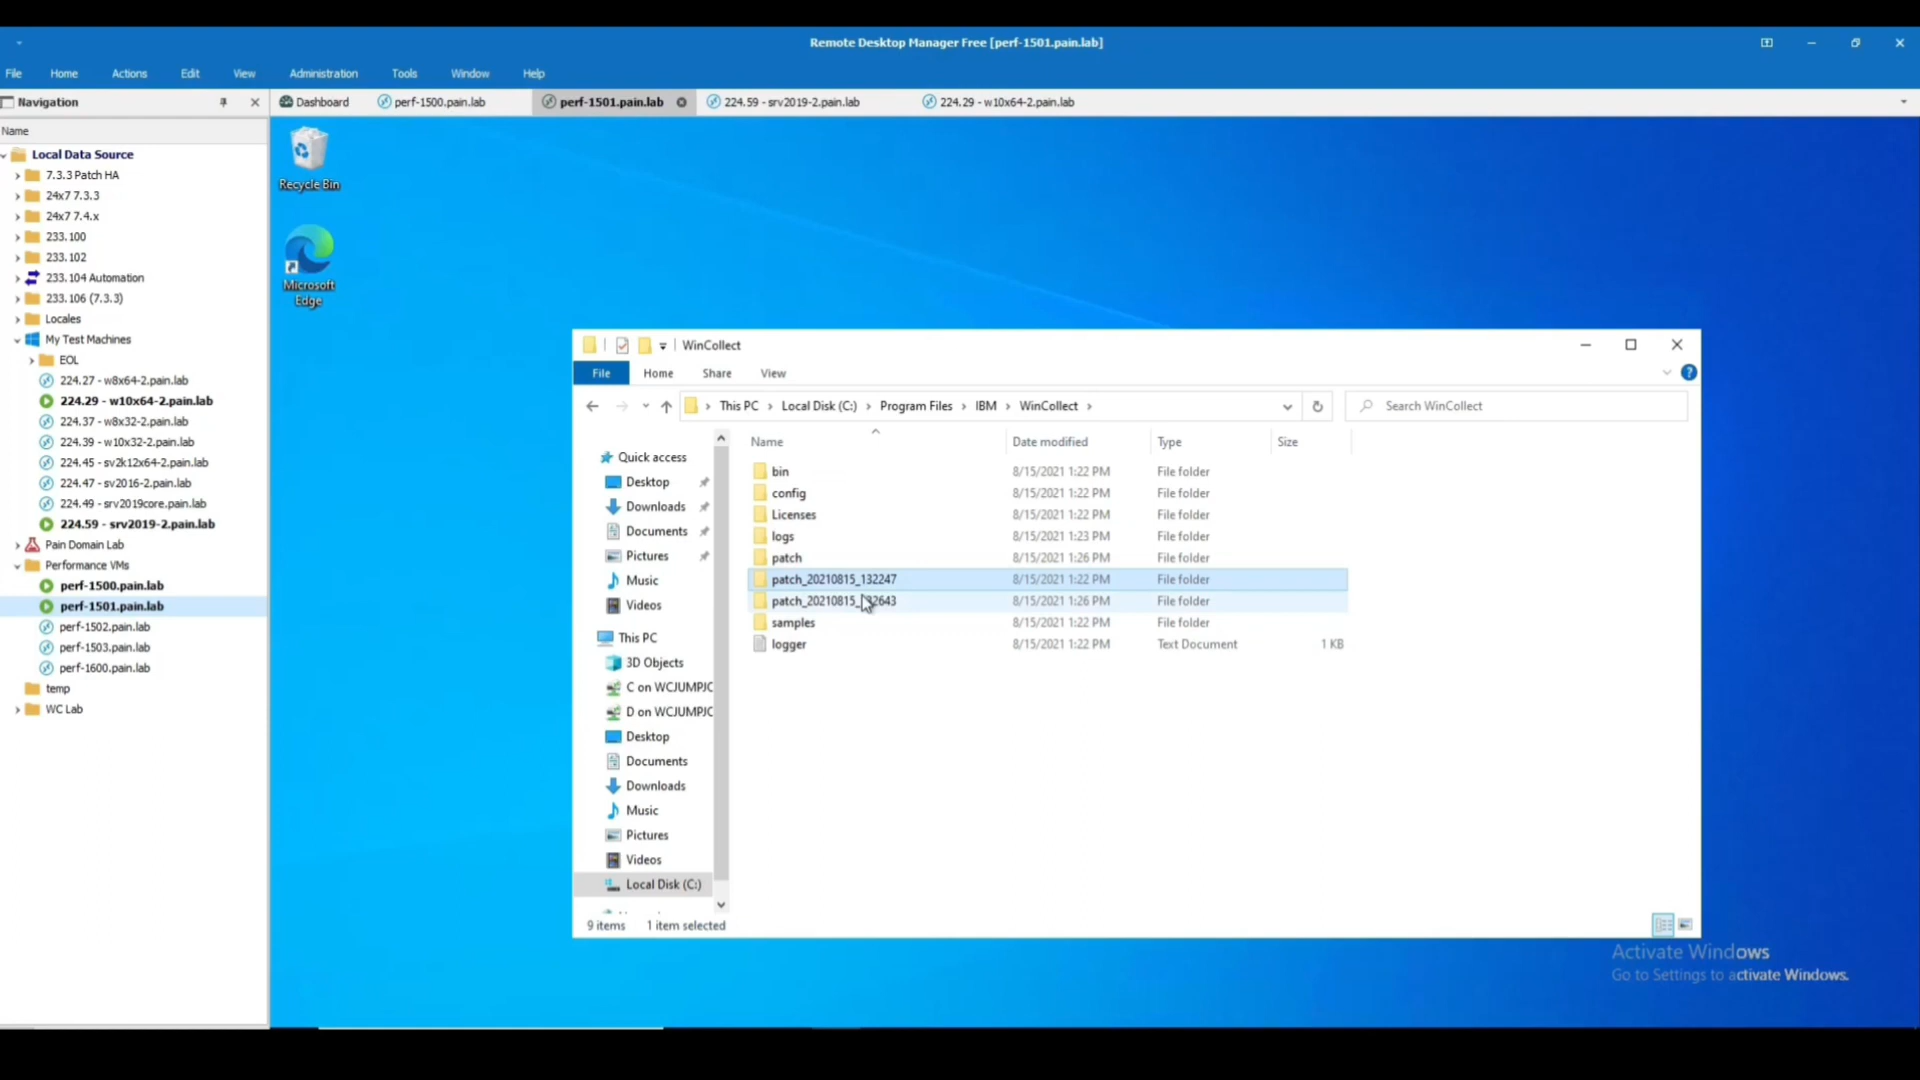 Remote Desktop Manager Free [perf-1501.pain.lab]
File Home Actions Edit View Administration Tools Window Help
Navigation
Dashboard perf-1500.pain.lab perf-1501.pain.lab 224.59 - srv2019-2.pain.lab 224.29 - w10x64-2.pain.lab
Name
Local Data Source
7.3.3 Patch HA
24x7 7.3.3
24x7 7.4.x
233.100
233.102
233.104 Automation
233.106 (7.3.3)
Locales
My Test Machines
EOL
224.27 - w8x64-2.pain.lab
224.29 - w10x64-2.pain.lab
224.37 - w8x32-2.pain.lab
224.39 - w10x32-2.pain.lab
224.45 - sv2k12x64-2.pain.lab
224.47 - sv2016-2.pain.lab
224.49 - srv2019core.pain.lab
224.59 - srv2019-2.pain.lab
Pain Domain Lab
Performance VMs
perf-1500.pain.lab
perf-1501.pain.lab
perf-1502.pain.lab
perf-1503.pain.lab
perf-1600.pain.lab
temp
WC Lab
Recycle Bin
Microsoft
Edge
WinCollect
File Home Share View
This PC Local Disk (C:) Program Files IBM WinCollect
Search WinCollect
Quick access
Desktop
Downloads
Documents
Pictures
Music
Videos
This PC
3D Objects
C on WCJUMPJC
D on WCJUMPJC
Desktop
Documents
Downloads
Music
Pictures
Videos
Local Disk (C:)
Name Date modified Type Size
bin 8/15/2021 1:22 PM File folder
config 8/15/2021 1:22 PM File folder
Licenses 8/15/2021 1:22 PM File folder
logs 8/15/2021 1:23 PM File folder
patch 8/15/2021 1:26 PM File folder
patch_20210815_132247 8/15/2021 1:22 PM File folder
patch_20210815_132643 8/15/2021 1:26 PM File folder
samples 8/15/2021 1:22 PM File folder
logger 8/15/2021 1:22 PM Text Document 1 KB
9 items 1 item selected
Activate Windows
Go to Settings to activate Windows.